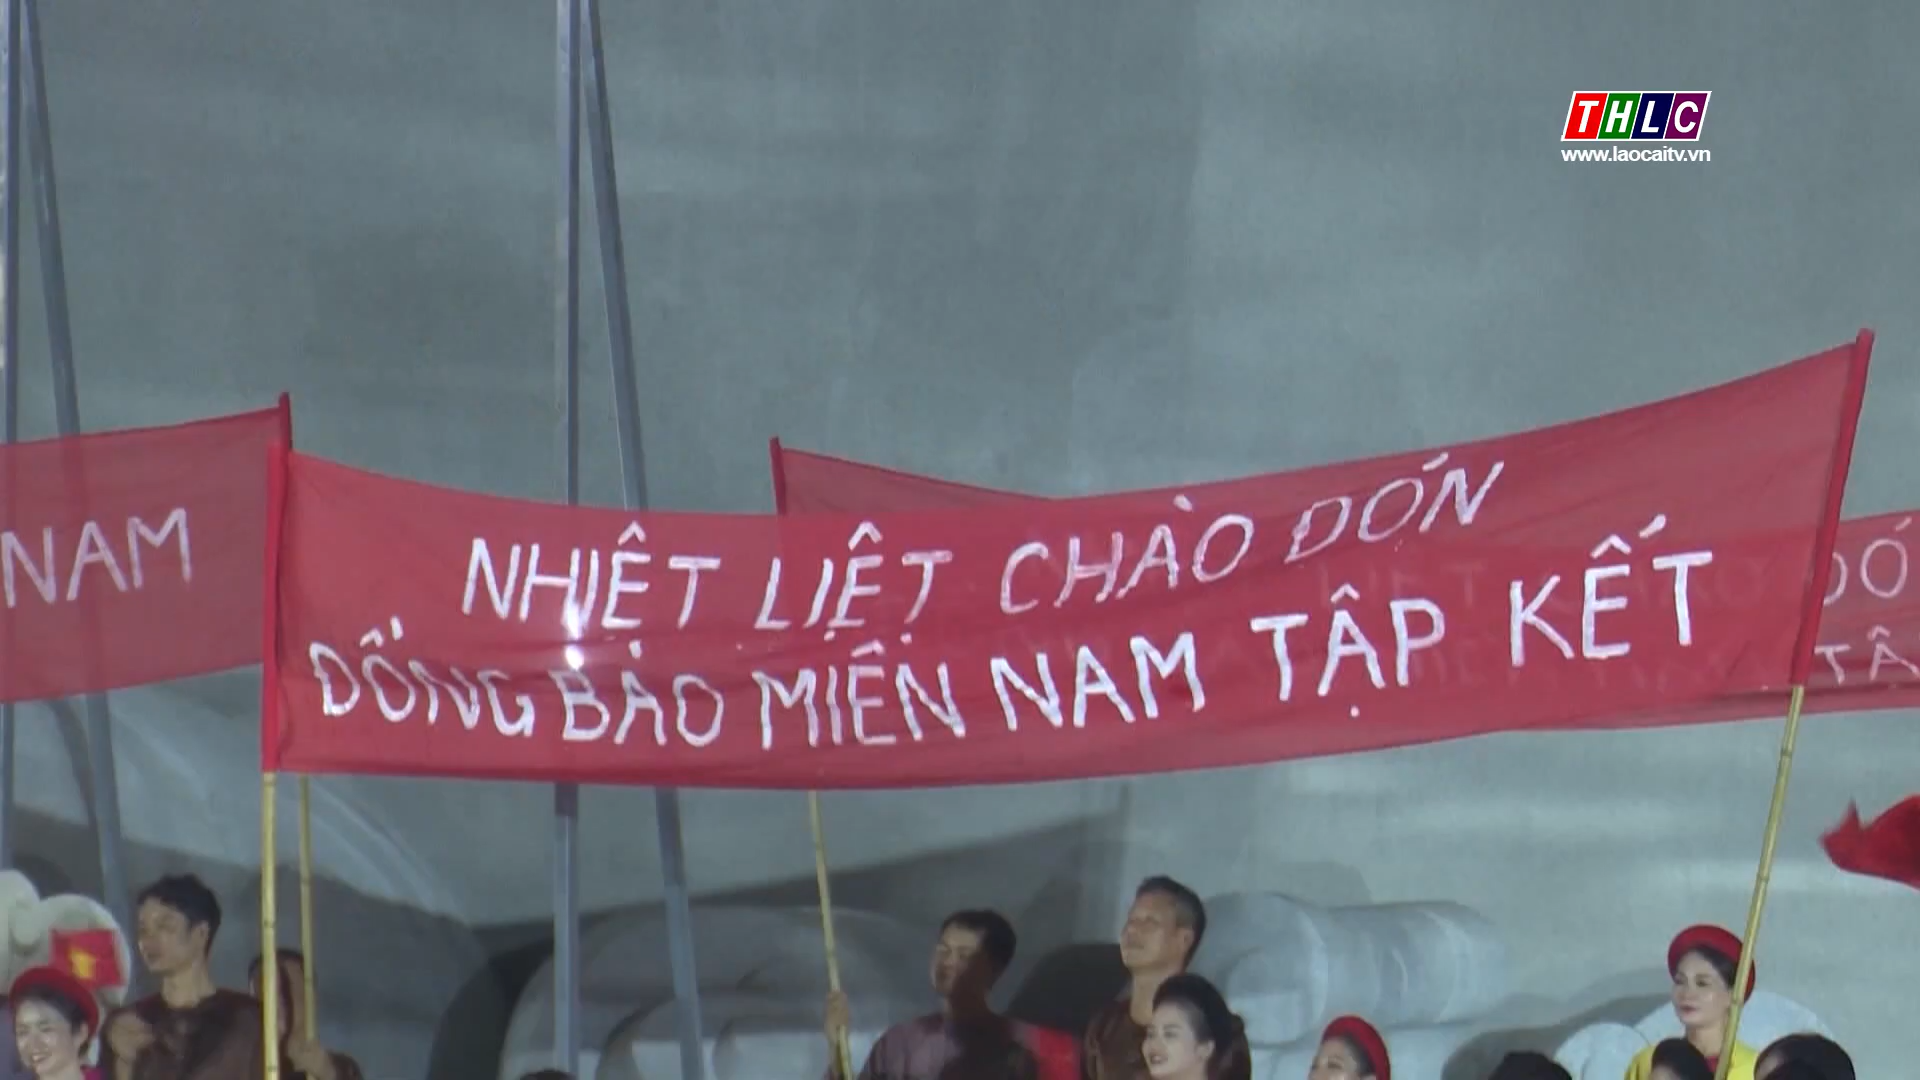 THLC
www.laocaitv.vn
NHIỆT LIỆT CHÀO ĐÓN
ĐỒNG BÀO MIỀN NAM TẬP KẾT
NAM